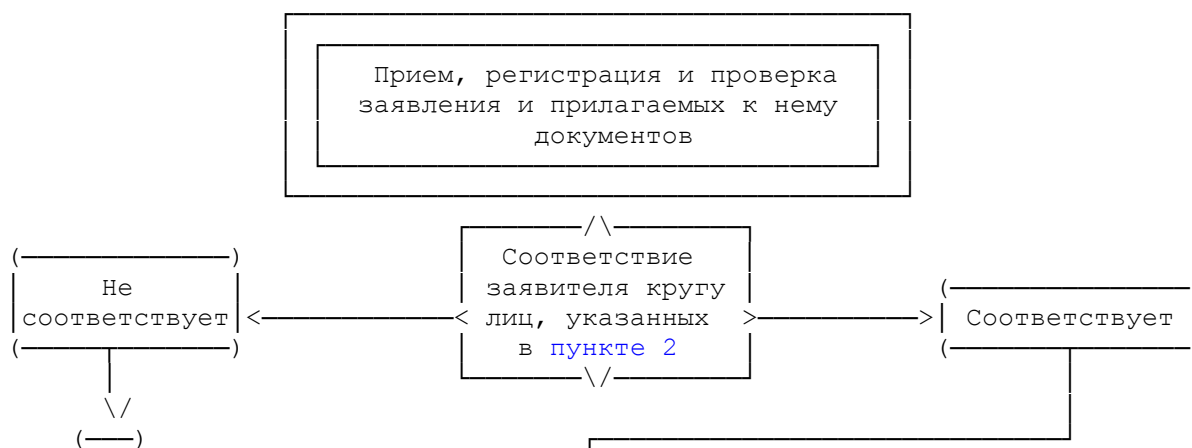 Прием, регистрация и проверка
заявления и прилагаемых к нему
документов
Соответствие
заявителя кругу
лиц, указанных
в пункте 2
Не
соответствует
Соответствует